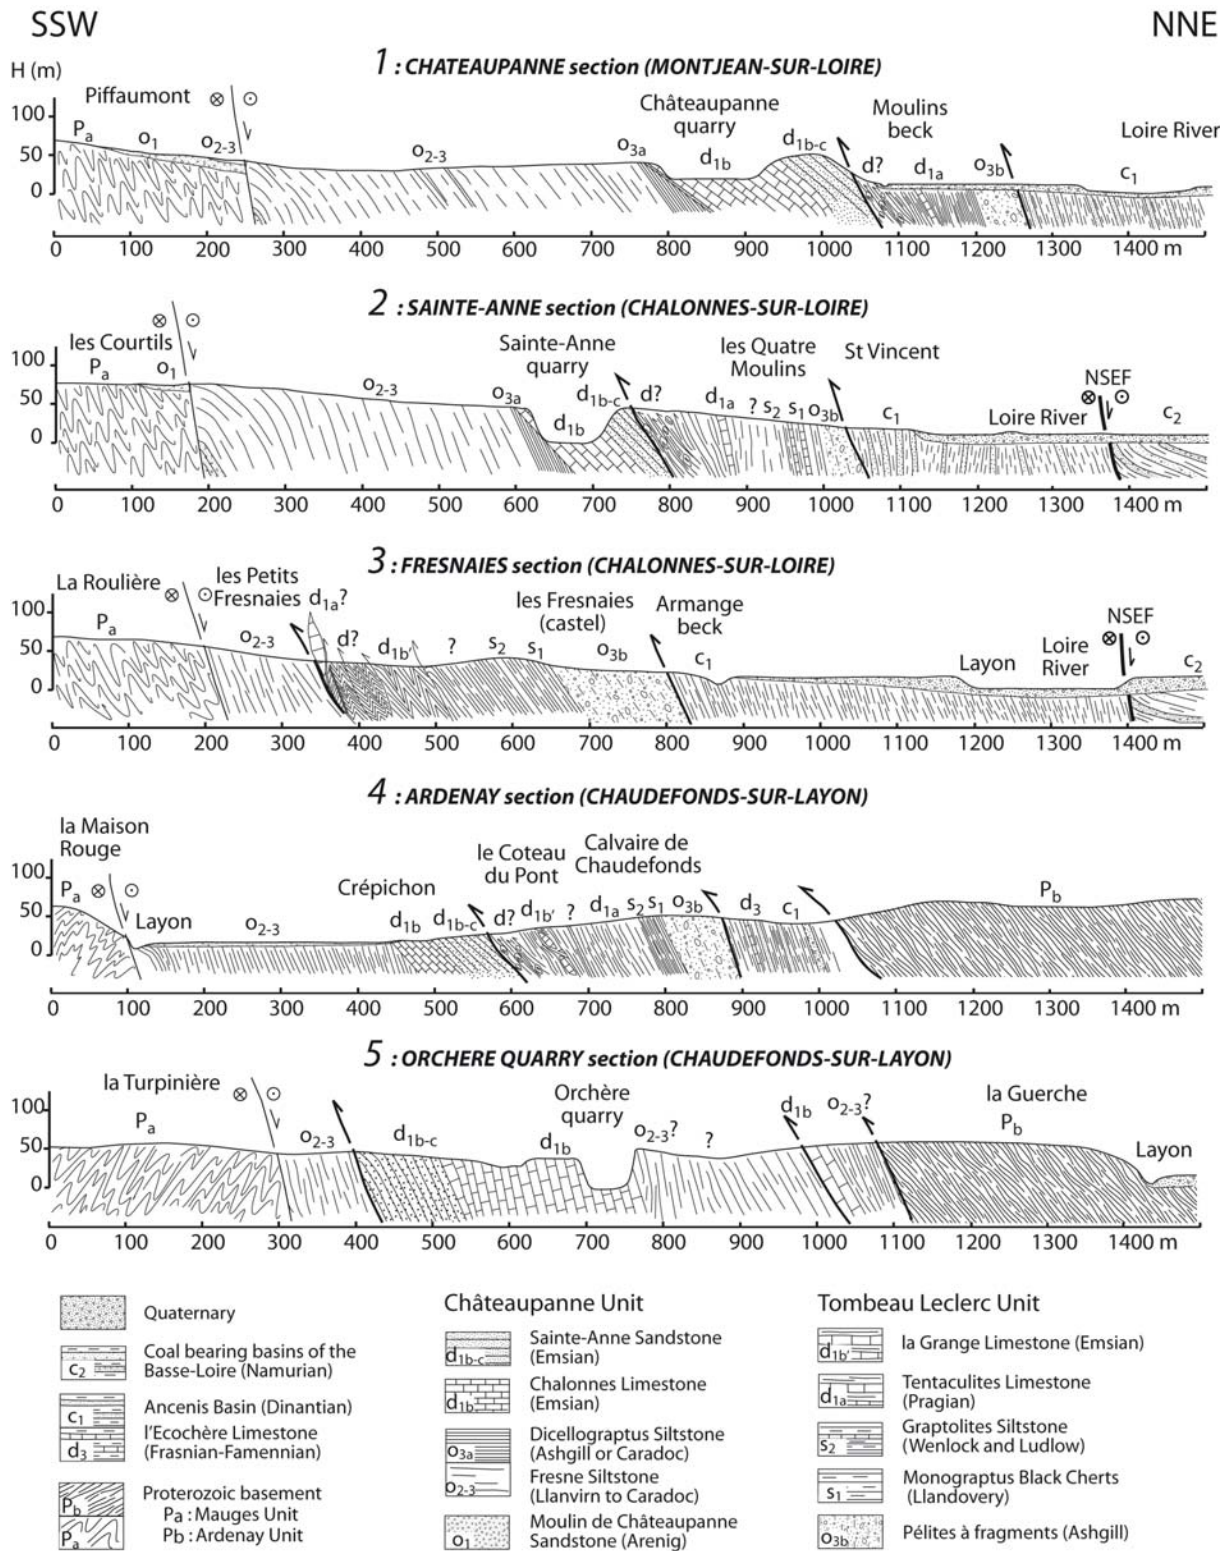 SSW NNE
1 : CHATEAUPANNE section (MONTJEAN-SUR-LOIRE)
H (m)
Piffaumont
Châteaupanne quarry
Moulins beck
Loire River
Pa o1 o2-3 o2-3 o3a d1b d1b-c d? d1a o3b c1
100
50
0
0 100 200 300 400 500 600 700 800 900 1000 1100 1200 1300 1400 m
2 : SAINTE-ANNE section (CHALONNES-SUR-LOIRE)
les Courtils
Sainte-Anne quarry
les Quatre Moulins
St Vincent
Loire River
NSEF
Pa o1 o2-3 o3a d1b d1b-c d? d1a ? s2 s1 o3b c1 c2
100
50
0
0 100 200 300 400 500 600 700 800 900 1000 1100 1200 1300 1400 m
3 : FRESNAIES section (CHALONNES-SUR-LOIRE)
La Roulière
les Petits Fresnaies
les Fresnaies (castel)
Armange beck
Layon
Loire River
NSEF
Pa o2-3 d1a? d? d1b' ? s2 s1 o3b c1 c2
100
50
0
0 100 200 300 400 500 600 700 800 900 1000 1100 1200 1300 1400 m
4 : ARDENAY section (CHAUDEFONDS-SUR-LAYON)
la Maison Rouge
Layon
Crépichon
le Coteau du Pont
Calvaire de Chaudefonds
Pa o2-3 d1b d1b-c d? d1b' ? d1a s2 s1 o3b d3 c1 Pb
100
50
0
0 100 200 300 400 500 600 700 800 900 1000 1100 1200 1300 1400 m
5 : ORCHERE QUARRY section (CHAUDEFONDS-SUR-LAYON)
la Turpinière
Orchère quarry
la Guerche
Layon
Pa o2-3 d1b-c d1b o2-3? ? d1b o2-3? Pb
100
50
0
0 100 200 300 400 500 600 700 800 900 1000 1100 1200 1300 1400 m
Quaternary
c2 Coal bearing basins of the
Basse-Loire (Namurian)
c1 Ancenis Basin (Dinantian)
d3 l'Ecochère Limestone
(Frasnian-Famennian)
Pb Proterozoic basement
Pa Pa : Mauges Unit
Pb : Ardenay Unit
Châteaupanne Unit
d1b-c Sainte-Anne Sandstone
(Emsian)
d1b Chalonnes Limestone
(Emsian)
o3a Dicellograptus Siltstone
(Ashgill or Caradoc)
o2-3 Fresne Siltstone
(Llanvirn to Caradoc)
o1 Moulin de Châteaupanne
Sandstone (Arenig)
Tombeau Leclerc Unit
d1b' la Grange Limestone (Emsian)
d1a Tentaculites Limestone
(Pragian)
s2 Graptolites Siltstone
(Wenlock and Ludlow)
s1 Monograptus Black Cherts
(Llandovery)
o3b Pélites à fragments (Ashgill)